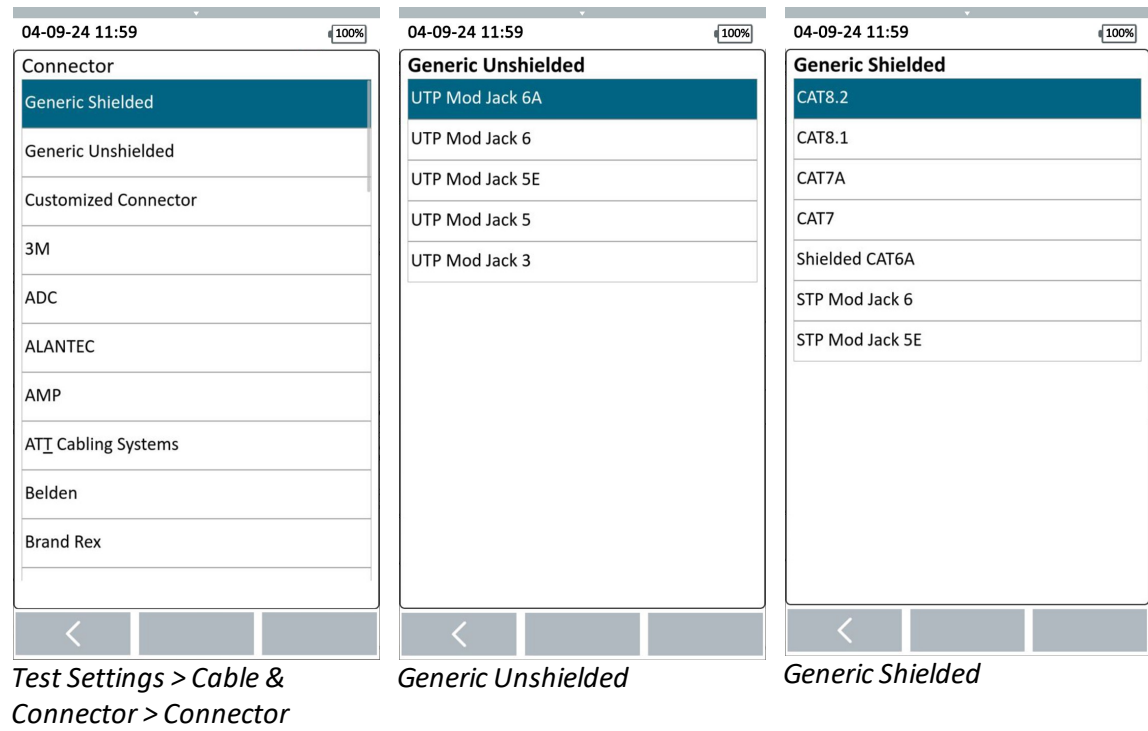 04-09-24 11:59
100%
Connector
Generic Shielded
Generic Unshielded
Customized Connector
3M
ADC
ALANTEC
AMP
ATT Cabling Systems
Belden
Brand Rex
Test Settings > Cable &
Connector > Connector
04-09-24 11:59
100%
Generic Unshielded
UTP Mod Jack 6A
UTP Mod Jack 6
UTP Mod Jack 5E
UTP Mod Jack 5
UTP Mod Jack 3
Generic Unshielded
04-09-24 11:59
100%
Generic Shielded
CAT8.2
CAT8.1
CAT7A
CAT7
Shielded CAT6A
STP Mod Jack 6
STP Mod Jack 5E
Generic Shielded